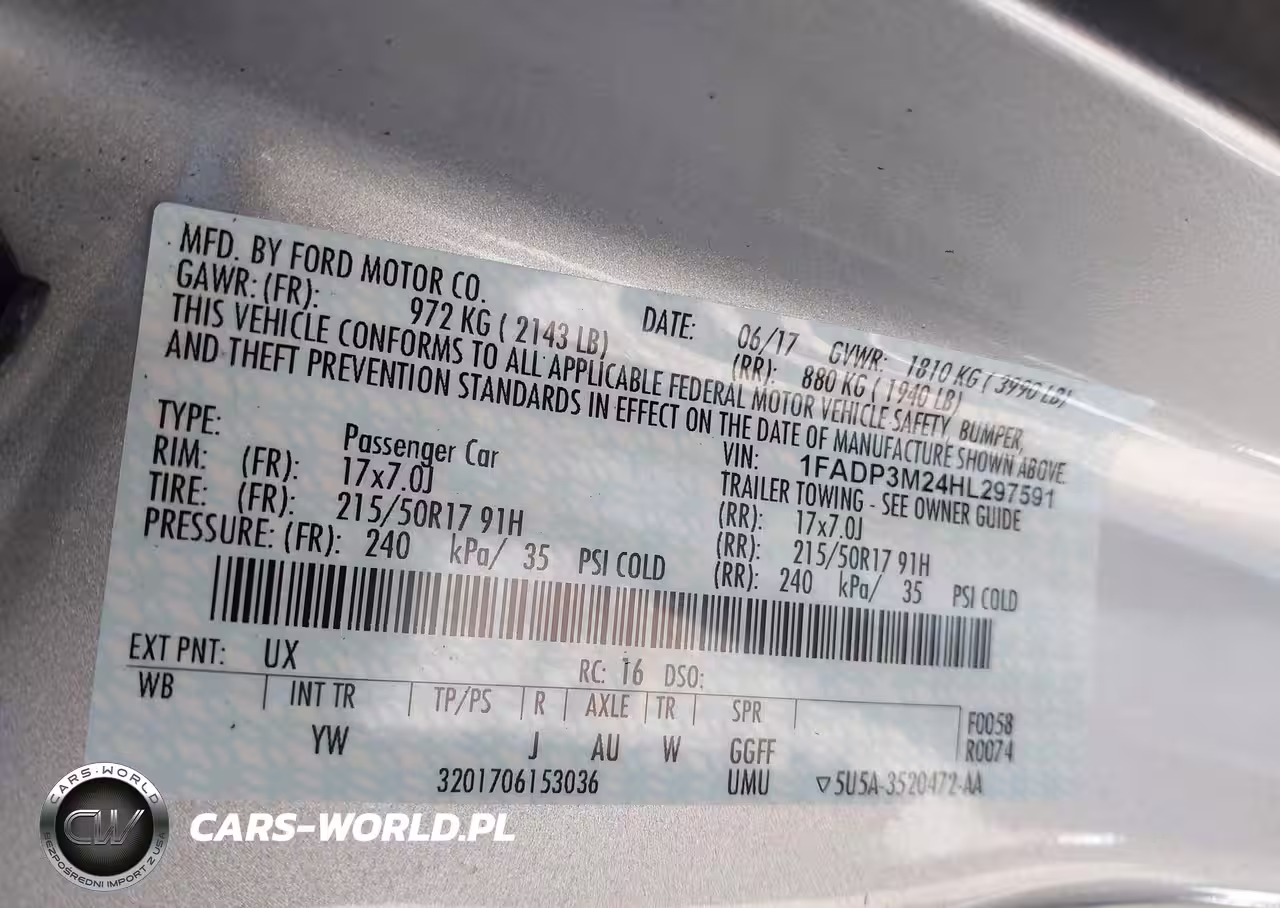 MFD. BY FORD MOTOR CO.
DATE: 06/17 GVWR: 1810 KG ( 3990 LB)
GAWR: (FR): 972 KG ( 2143 LB) (RR): 880 KG ( 1940 LB)
THIS VEHICLE CONFORMS TO ALL APPLICABLE FEDERAL MOTOR VEHICLE SAFETY, BUMPER,
AND THEFT PREVENTION STANDARDS IN EFFECT ON THE DATE OF MANUFACTURE SHOWN ABOVE.
VIN: 1FADP3M24HL297591
TYPE: Passenger Car TRAILER TOWING - SEE OWNER GUIDE
RIM: (FR): 17x7.0J (RR): 17x7.0J
TIRE: (FR): 215/50R17 91H (RR): 215/50R17 91H
PRESSURE: (FR): 240 kPa/ 35 PSI COLD (RR): 240 kPa/ 35 PSI COLD
EXT PNT: UX RC: 16 DSO:
WB INT TR TP/PS R AXLE TR SPR F0058
YW J AU W GGFF R0074
3201706153036 UMU ▽5U5A-3520472-AA
CARS-WORLD
CW
BEZPOŚREDNI IMPORT Z USA
CARS-WORLD.PL